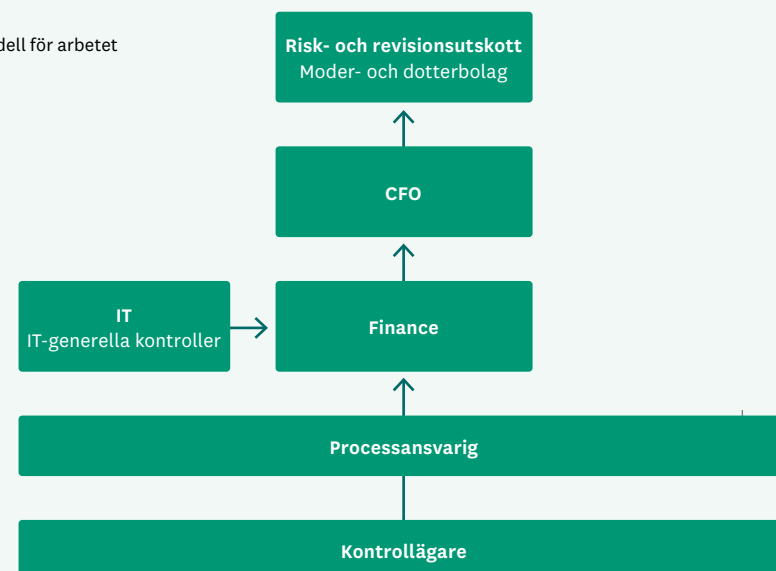 dell för arbetet
Risk- och revisionsutskott
Moder- och dotterbolag
CFO
IT
IT-generella kontroller
Finance
Processansvarig
Kontrollägare